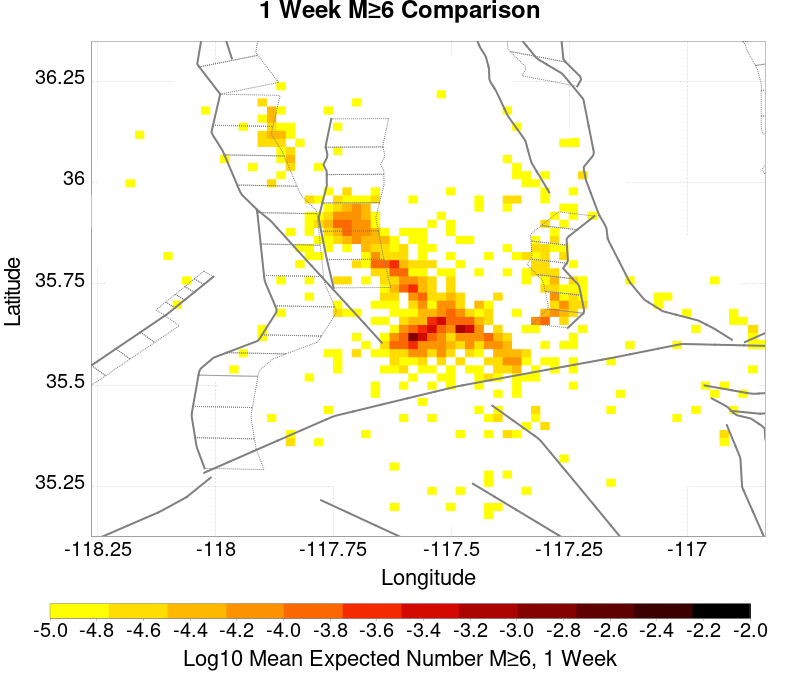 1 Week M≥6 Comparison
36.25
36
35.75
35.5
35.25
Latitude
-118.25 -118 -117.75 -117.5 -117.25 -117
Longitude
-5.0 -4.8 -4.6 -4.4 -4.2 -4.0 -3.8 -3.6 -3.4 -3.2 -3.0 -2.8 -2.6 -2.4 -2.2 -2.0
Log10 Mean Expected Number M≥6, 1 Week